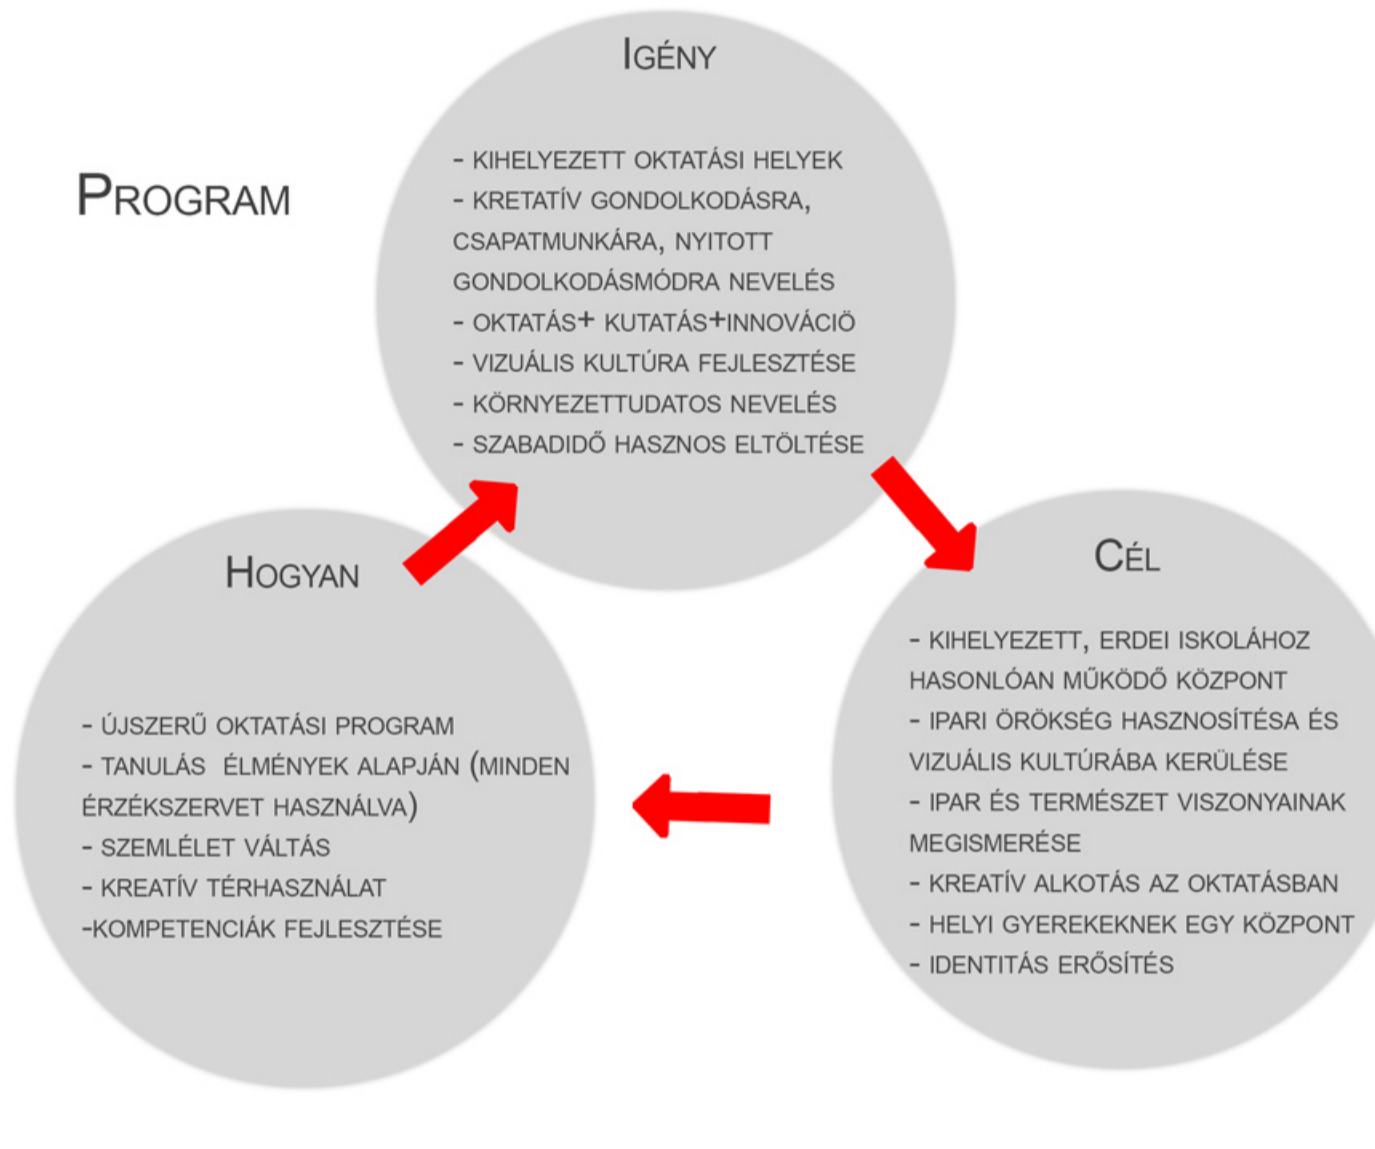 PROGRAM
IGÉNY
- KIHELYEZETT OKTATÁSI HELYEK
- KRETATÍV GONDOLKODÁSRA,
CSAPATMUNKÁRA, NYITOTT
GONDOLKODÁSMÓDRA NEVELÉS
- OKTATÁS+ KUTATÁS+INNOVÁCIÖ
- VIZUÁLIS KULTÚRA FEJLESZTÉSE
- KÖRNYEZETTUDATOS NEVELÉS
- SZABADIDŐ HASZNOS ELTÖLTÉSE
CÉL
- KIHELYEZETT, ERDEI ISKOLÁHOZ
HASONLÓAN MŰKÖDŐ KÖZPONT
- IPARI ÖRÖKSÉG HASZNOSÍTÉSA ÉS
VIZUÁLIS KULTÚRÁBA KERÜLÉSE
- IPAR ÉS TERMÉSZET VISZONYAINAK
MEGISMERÉSE
- KREATÍV ALKOTÁS AZ OKTATÁSBAN
- HELYI GYEREKEKNEK EGY KÖZPONT
- IDENTITÁS ERŐSÍTÉS
HOGYAN
- ÚJSZERŰ OKTATÁSI PROGRAM
- TANULÁS  ÉLMÉNYEK ALAPJÁN (MINDEN
ÉRZÉKSZERVET HASZNÁLVA)
- SZEMLÉLET VÁLTÁS
- KREATÍV TÉRHASZNÁLAT
-KOMPETENCIÁK FEJLESZTÉSE